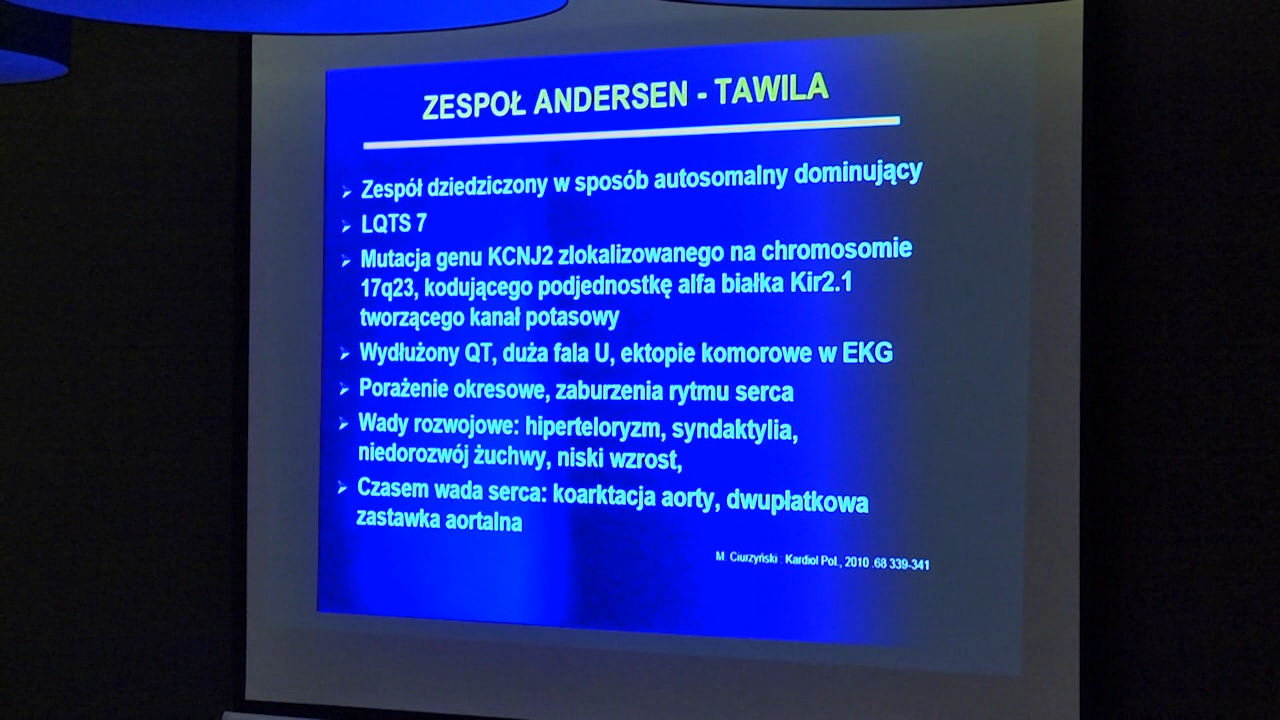 ZESPOŁ ANDERSEN - TAWILA
Zespół dziedziczony w sposób autosomalny dominujący
LQTS 7
Mutacja genu KCNJ2 zlokalizowanego na chromosomie
17q23, kodującego podjednostkę alfa białka Kir2.1
tworzącego kanał potasowy
Wydłużony QT, duża fala U, ektopie komorowe w EKG
Porażenie okresowe, zaburzenia rytmu serca
Wady rozwojowe: hiperteloryzm, syndaktylia,
niedorozwój żuchwy, niski wzrost,
Czasem wada serca: koarktacja aorty, dwupłatkowa
zastawka aortalna
M. Ciurzyński : Kardiol Pol., 2010 .68 339-341